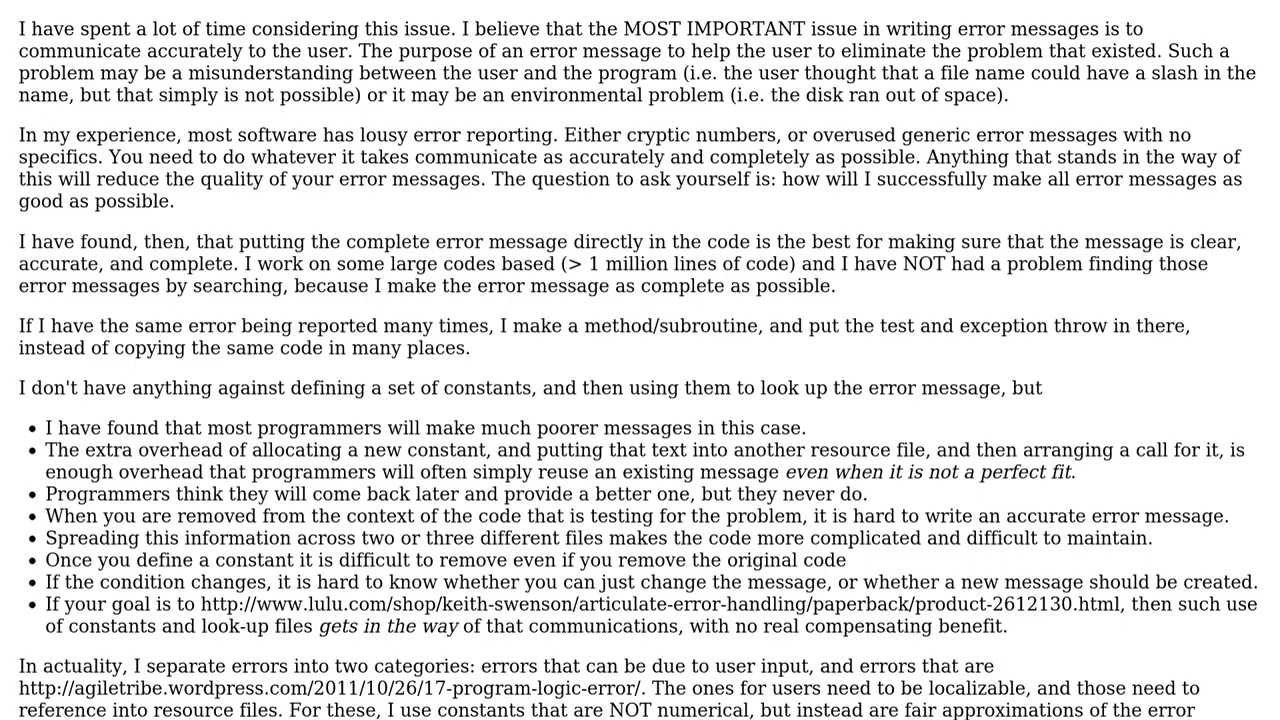 I have spent a lot of time considering this issue. I believe that the MOST IMPORTANT issue in writing error messages is to
communicate accurately to the user. The purpose of an error message to help the user to eliminate the problem that existed. Such a
problem may be a misunderstanding between the user and the program (i.e. the user thought that a file name could have a slash in the
name, but that simply is not possible) or it may be an environmental problem (i.e. the disk ran out of space).
In my experience, most software has lousy error reporting. Either cryptic numbers, or overused generic error messages with no
specifics. You need to do whatever it takes communicate as accurately and completely as possible. Anything that stands in the way of
this will reduce the quality of your error messages. The question to ask yourself is: how will I successfully make all error messages as
good as possible.
I have found, then, that putting the complete error message directly in the code is the best for making sure that the message is clear,
accurate, and complete. I work on some large codes based (> 1 million lines of code) and I have NOT had a problem finding those
error messages by searching, because I make the error message as complete as possible.
If I have the same error being reported many times, I make a method/subroutine, and put the test and exception throw in there,
instead of copying the same code in many places.
I don't have anything against defining a set of constants, and then using them to look up the error message, but
• I have found that most programmers will make much poorer messages in this case.
• The extra overhead of allocating a new constant, and putting that text into another resource file, and then arranging a call for it, is
enough overhead that programmers will often simply reuse an existing message even when it is not a perfect fit.
• Programmers think they will come back later and provide a better one, but they never do.
• When you are removed from the context of the code that is testing for the problem, it is hard to write an accurate error message.
• Spreading this information across two or three different files makes the code more complicated and difficult to maintain.
• Once you define a constant it is difficult to remove even if you remove the original code
• If the condition changes, it is hard to know whether you can just change the message, or whether a new message should be created.
• If your goal is to http://www.lulu.com/shop/keith-swenson/articulate-error-handling/paperback/product-2612130.html, then such use
of constants and look-up files gets in the way of that communications, with no real compensating benefit.
In actuality, I separate errors into two categories: errors that can be due to user input, and errors that are
http://agiletribe.wordpress.com/2011/10/26/17-program-logic-error/. The ones for users need to be localizable, and those need to
reference into resource files. For these, I use constants that are NOT numerical, but instead are fair approximations of the error